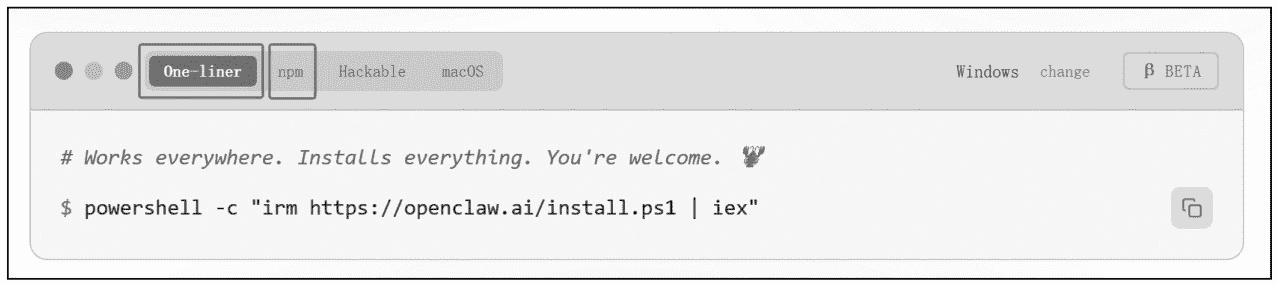 One-liner npm Hackable macOS Windows change β BETA
# Works everywhere. Installs everything. You're welcome. 🦞
$ powershell -c "irm https://openclaw.ai/install.ps1 | iex"